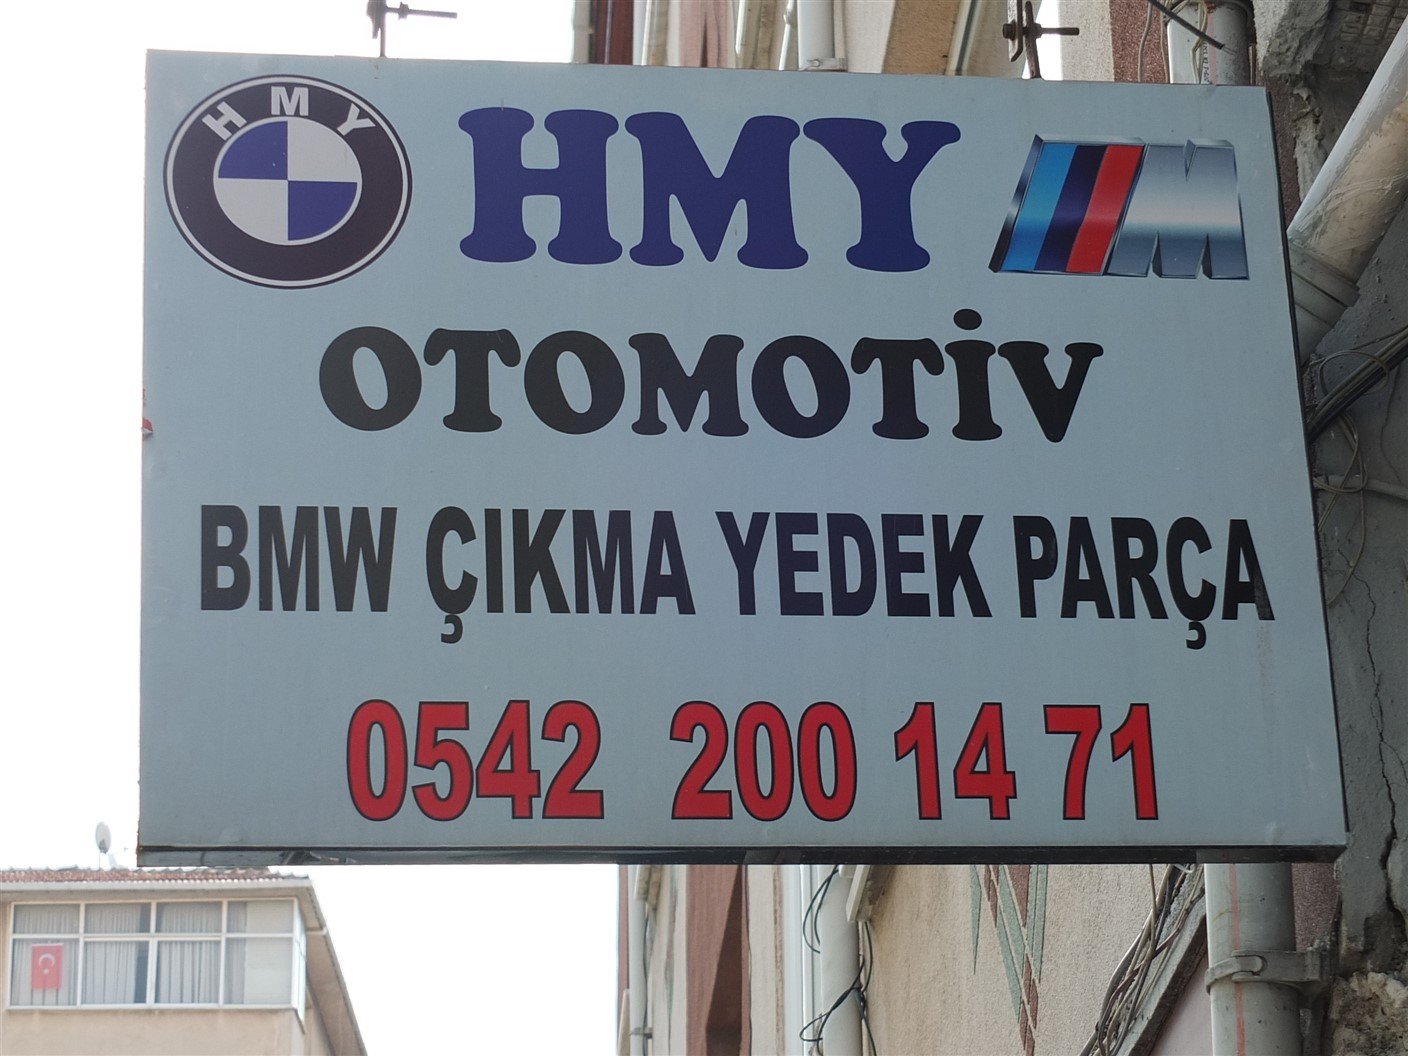 HMY
HMY M
OTOMOTİV
BMW ÇIKMA YEDEK PARÇA
0542 200 14 71